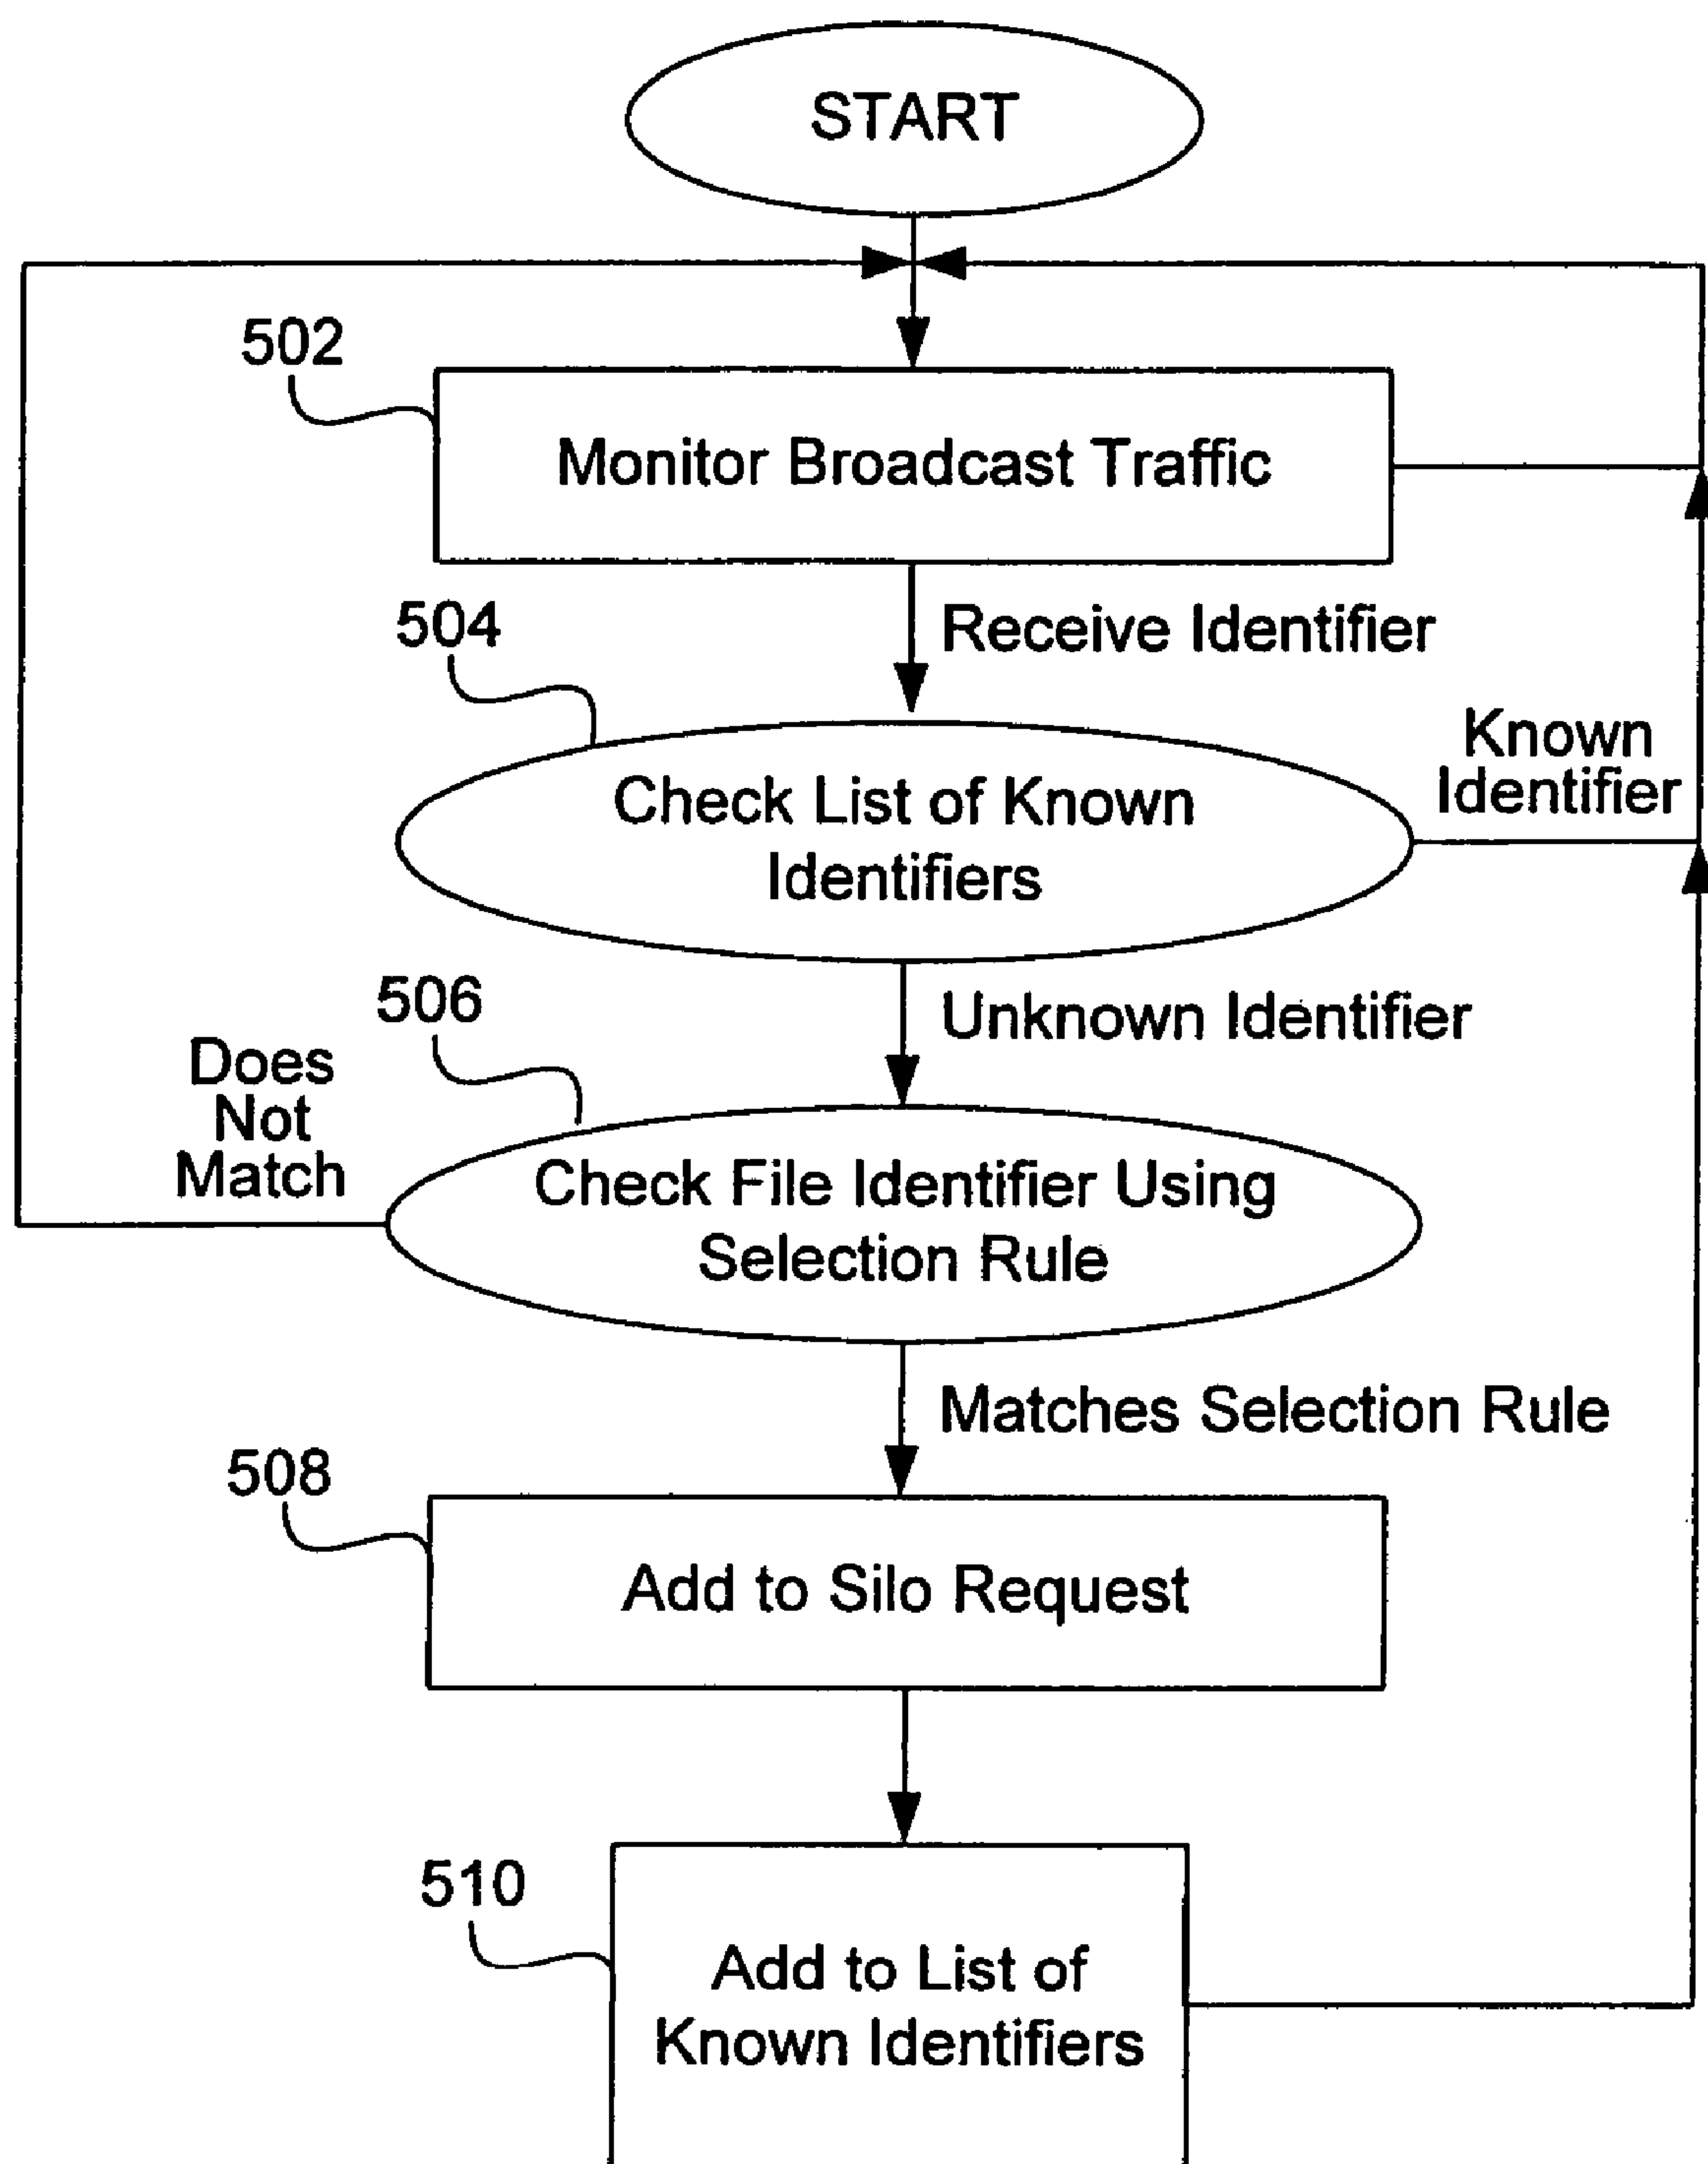 START
502
Monitor Broadcast Traffic
504
Receive Identifier
Check List of Known
Identifiers
Known
Identifier
506
Unknown Identifier
Does
Not
Match
Check File Identifier Using
Selection Rule
Matches Selection Rule
508
Add to Silo Request
510
Add to List of
Known Identifiers